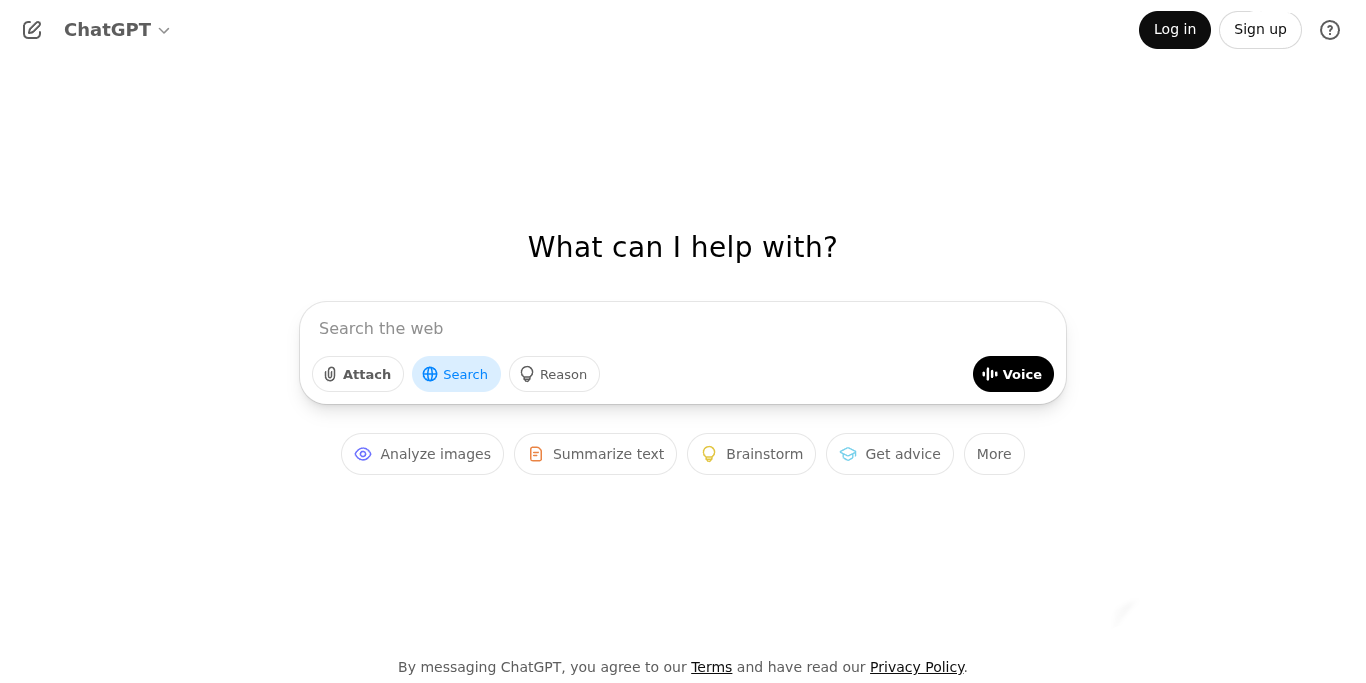 ChatGPT
Log in
Sign up
What can I help with?
Search the web
Attach
Search
Reason
Voice
Analyze images
Summarize text
Brainstorm
Get advice
More
By messaging ChatGPT, you agree to our Terms and have read our Privacy Policy.